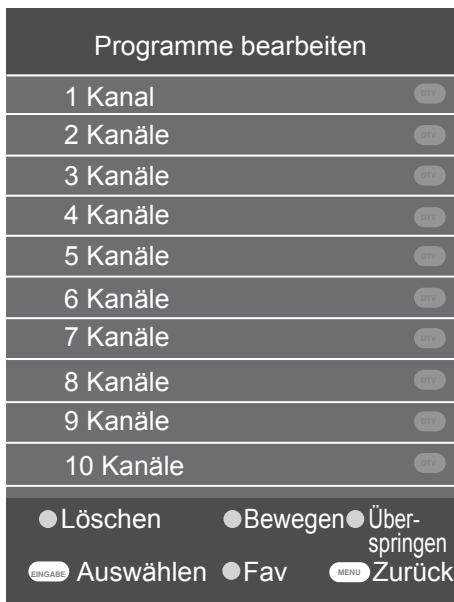 Programme bearbeiten
1 Kanal DTV
2 Kanäle DTV
3 Kanäle DTV
4 Kanäle DTV
5 Kanäle DTV
6 Kanäle DTV
7 Kanäle DTV
8 Kanäle DTV
9 Kanäle DTV
10 Kanäle DTV
Löschen Bewegen Über-
springen
EINGABE Auswählen Fav MENU Zurück